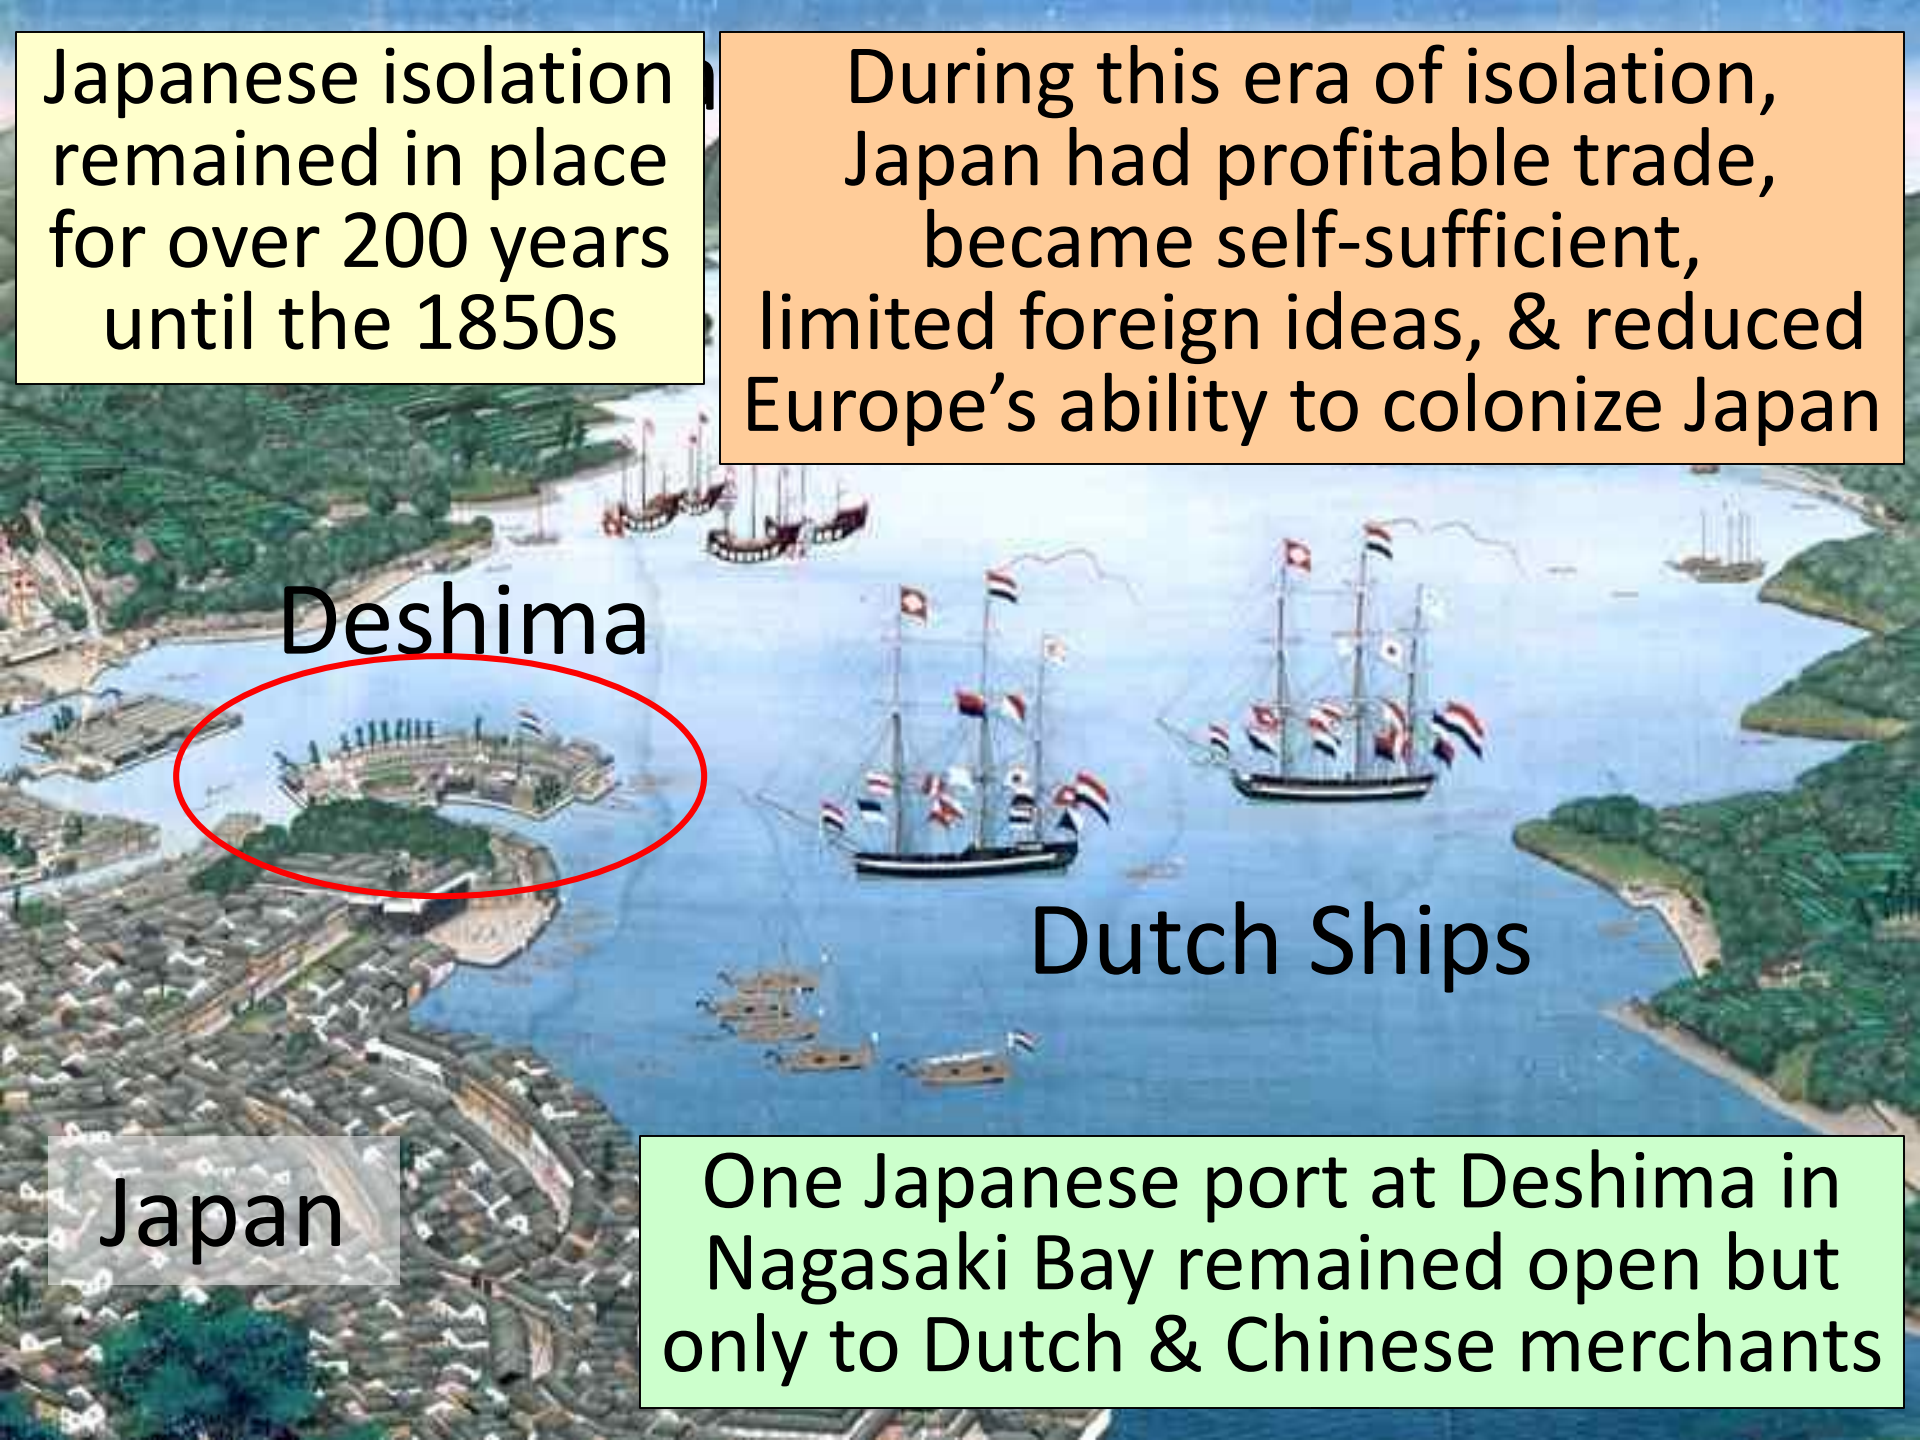 Japanese isolation
remained in place
for over 200 years
until the 1850s
During this era of isolation,
Japan had profitable trade,
became self-sufficient,
limited foreign ideas, & reduced
Europe’s ability to colonize Japan
Deshima
Dutch Ships
Japan
One Japanese port at Deshima in
Nagasaki Bay remained open but
only to Dutch & Chinese merchants